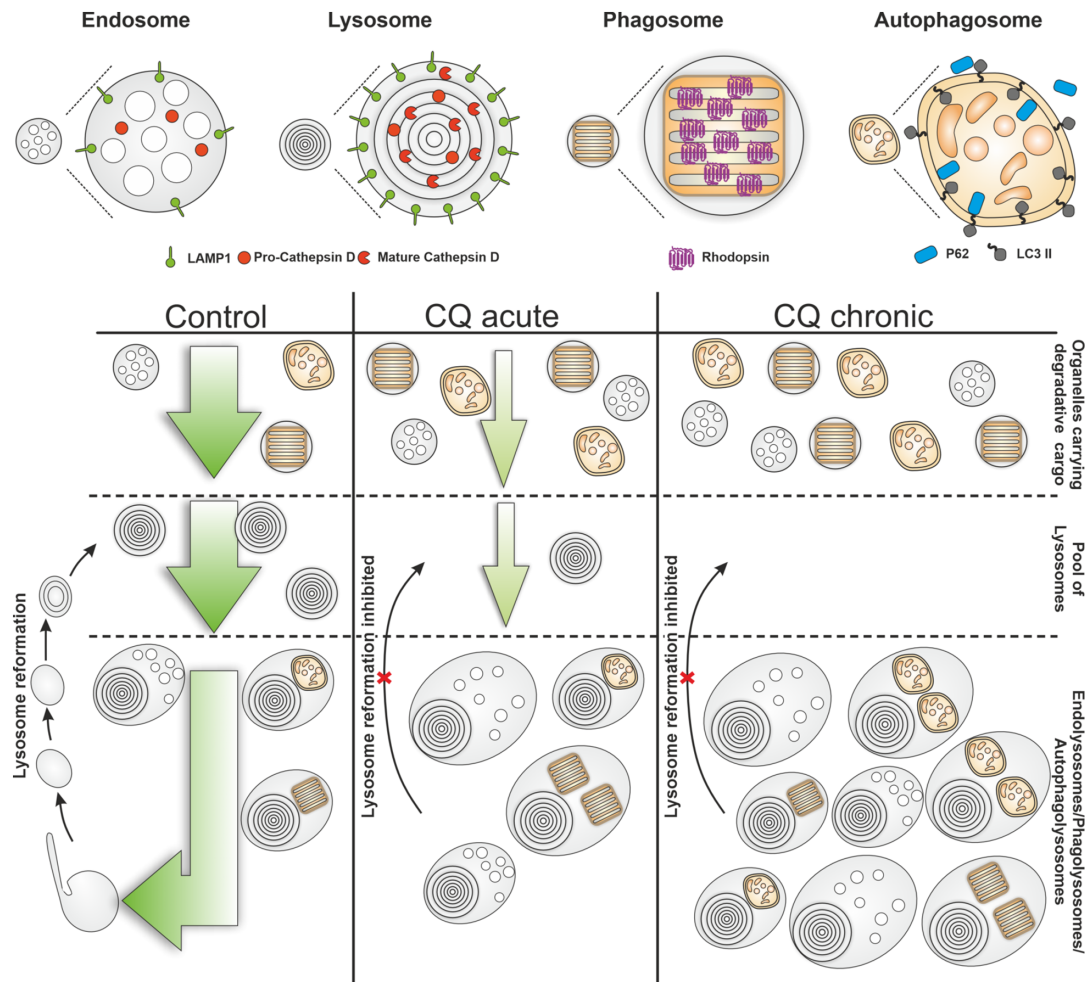 Endosome
Lysosome
Phagosome
Autophagosome
LAMP1
Pro-Cathepsin D
Mature Cathepsin D
Rhodopsin
P62
LC3 II
Control
CQ acute
CQ chronic
Organelles carrying
degradative cargo
Pool of
Lysosomes
Endolysosomes/Phagolysosomes/
Autophagolysosomes
Lysosome reformation
Lysosome reformation inhibited
Lysosome reformation inhibited